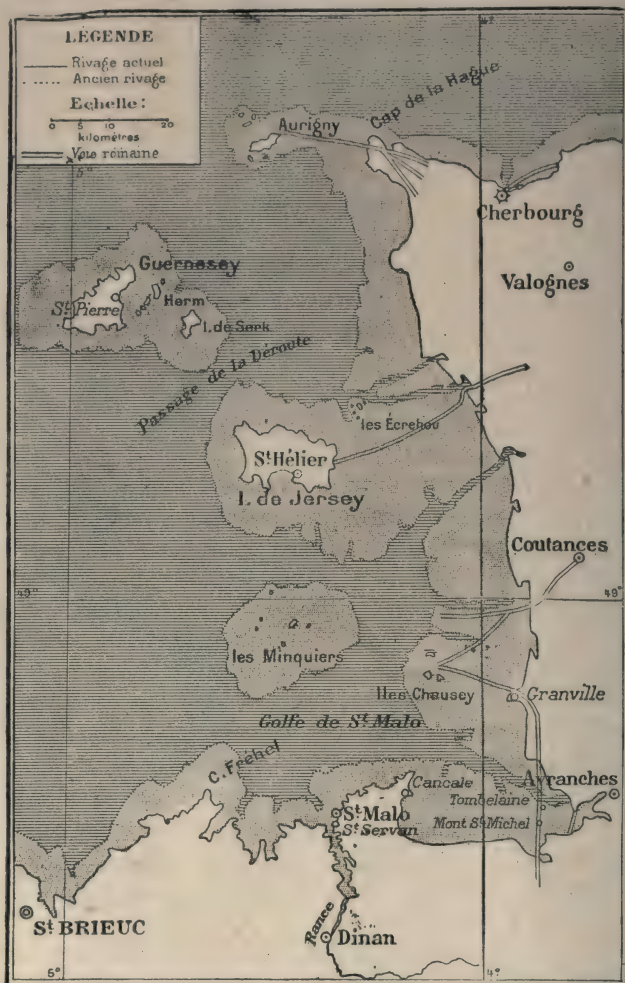 LÉGENDE
Rivage actuel
Ancien rivage
Echelle:
0 5 10 20
kilomètres
Voie romaine
5°
4°
Cap de la Hague
Aurigny
Cherbourg
Valognes
Guernesey
St Pierre
Herm
I. de Serk
Passage de la Déroute
les Écrehou
St Hélier
I. de Jersey
Coutances
49°
49°
les Minquiers
Iles Chausey
Granville
Golfe de St Malo
C. Fréhel
Cancale
Avranches
Tombelaine
St Malo
St Servan
Mont St Michel
St BRIEUC
Rance
Dinan
5°
4°